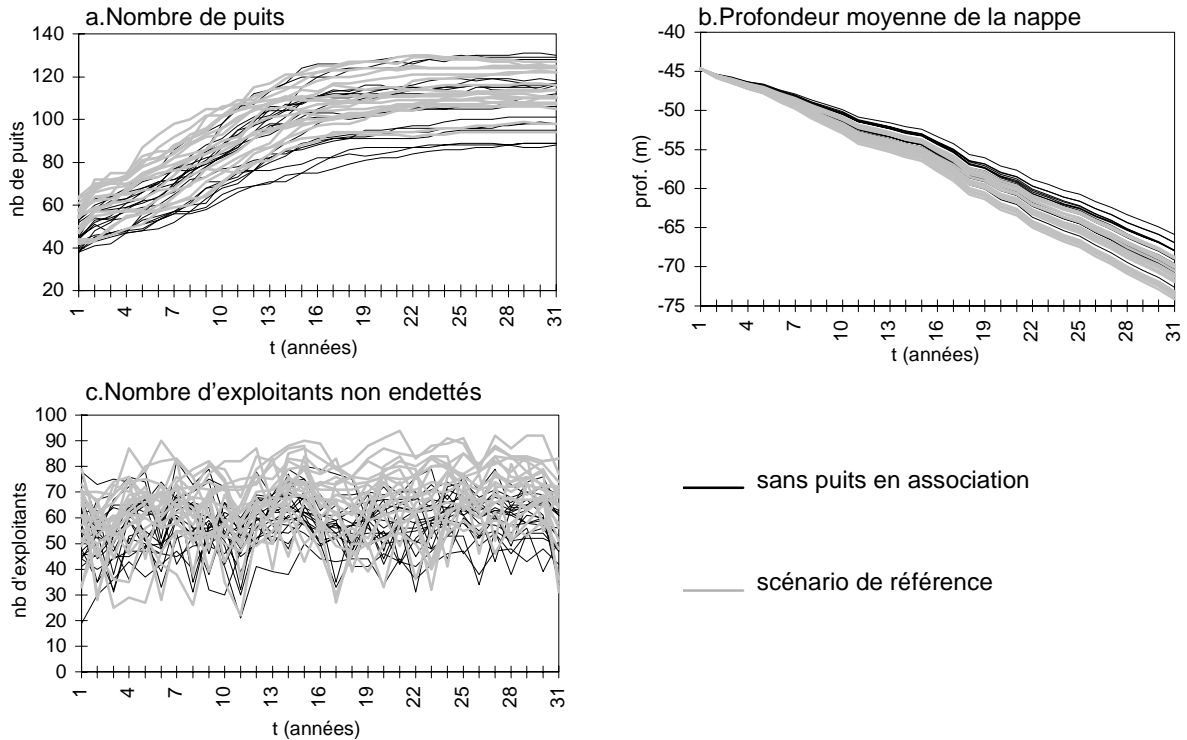 a.Nombre de puits
140
120
100
80
60
40
20
nb de puits
1 4 7 10 13 16 19 22 25 28 31
t (années)
b.Profondeur moyenne de la nappe
-40
-45
-50
-55
-60
-65
-70
-75
prof. (m)
1 4 7 10 13 16 19 22 25 28 31
t (années)
c.Nombre d'exploitants non endettés
100
90
80
70
60
50
40
30
20
10
0
nb d'exploitants
1 4 7 10 13 16 19 22 25 28 31
t (années)
sans puits en association
scénario de référence